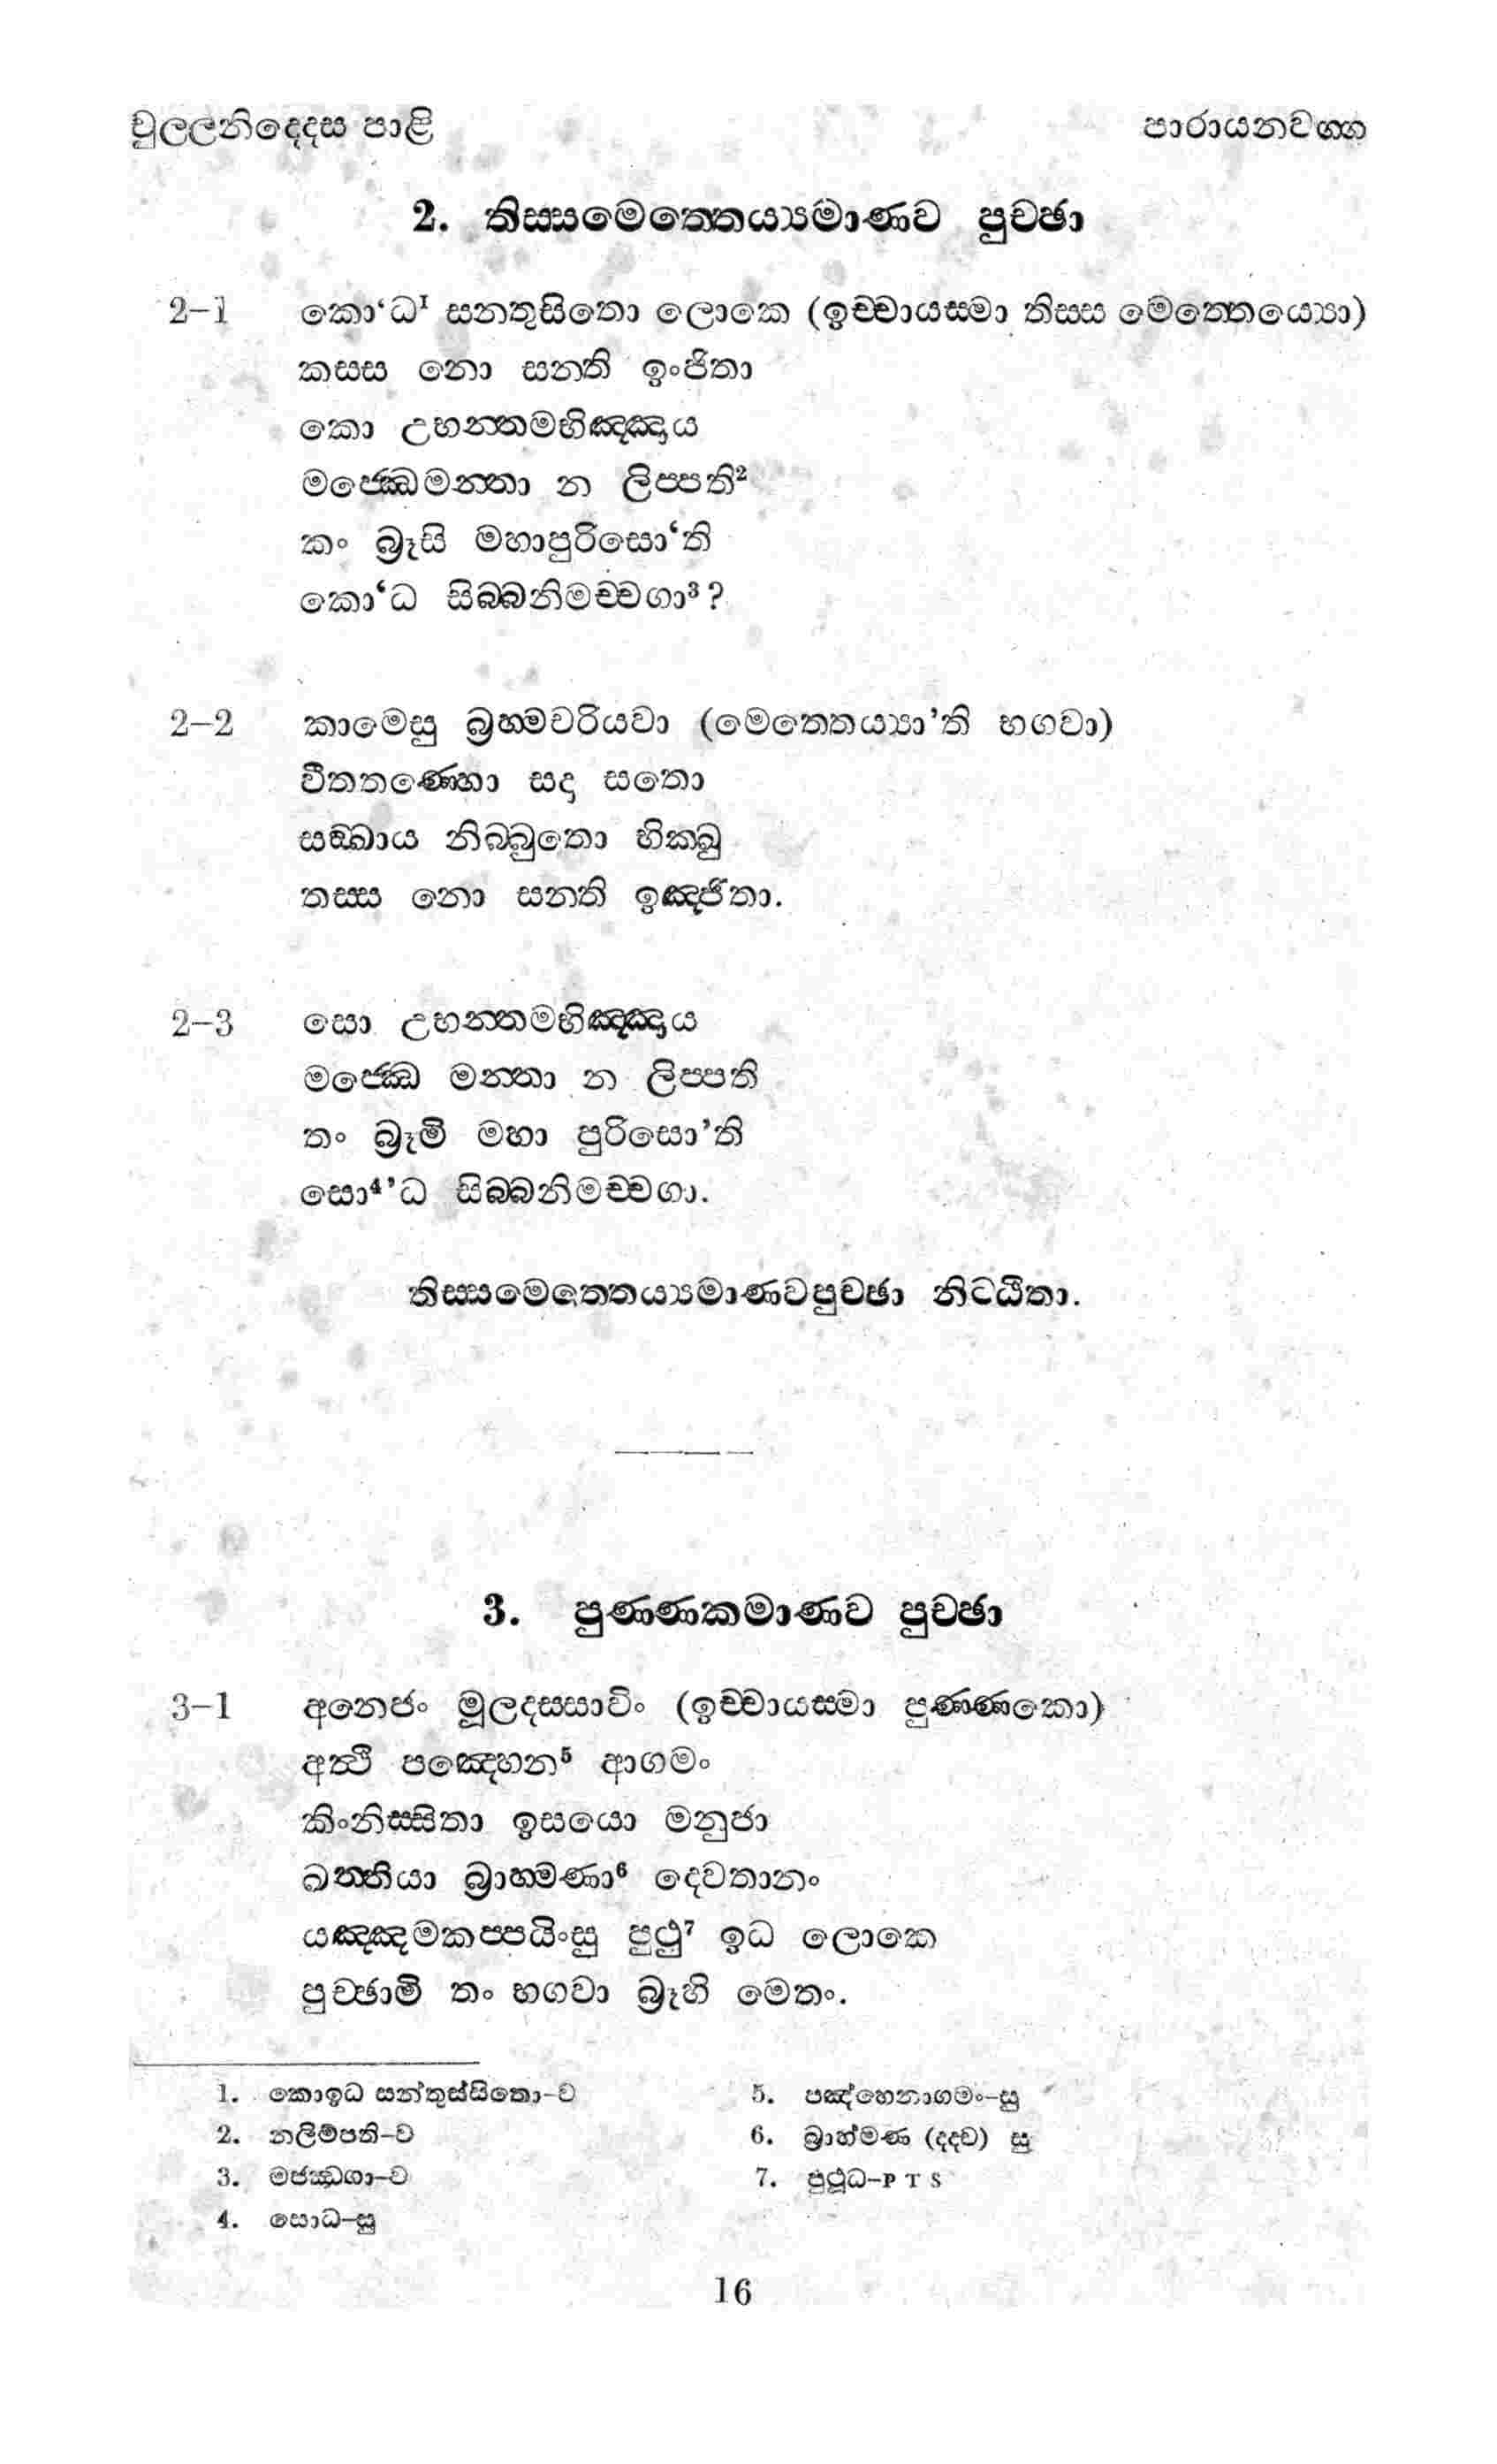 චුල්ලනිද්දෙස පාළි පාරායනවග්ග
2. තිස්සමෙත්තෙය්‍යමාණව පුච්ඡා
2-1 කො‘ධ1 සන්තුසිතො ලොකෙ (ඉච්චායස්මා තිස්ස මෙත්තෙය්‍යො)
කස්ස නො සන්ති ඉංජිතා
කො උභන්තමභිඤ්ඤාය
මජ්ඣෙමන්තා න ලිප්පති2
කං බ්‍රූසි මහාපුරිසො‘ති
කො‘ධ සිබ්බනිමච්චගා3?
2-2 කාමෙසු බ්‍රහ්මචරියවා (මෙත්තෙය්‍යා’ති භගවා)
වීතතණ්හො සදා සතො
සඞ්ඛාය නිබ්බුතො භික්ඛු
තස්ස නො සන්ති ඉඤ්ජිතා.
2-3 සො උභන්තමභිඤ්ඤාය
මජ්ඣෙ මන්තා න ලිප්පති
තං බ්‍රූමි මහා පුරිසො’ති
සො4’ධ සිබ්බනිමච්චගා.
තිස්සමෙත්තෙය්‍යමාණවපුච්ඡා නිට්ඨිතා.
3. පුණ්ණකමාණව පුච්ඡා
3-1 අනෙජං මූලදස්සාවිං (ඉච්චායස්මා පුණ්ණකො)
අත්ථි පඤ්හෙන5 ආගමං
කිංනිස්සිතා ඉසයො මනුජා
ඛත්තියා බ්‍රාහ්මණා6 දෙවතානං
යඤ්ඤමකප්පයිංසු පුථු7 ඉධ ලොකෙ
පුච්ඡාමි තං භගවා බ්‍රූහි මෙතං.
1. කොඉධ සන්තුස්සිතො-ව 5. පඤ්හෙනාගමං-සු
2. නලිම්පති-ව 6. බ්‍රාහ්මණ (දදච) සු
3. මජ්ඣගා-ව 7. පුථූධ-P T S
4. සොධ-සු
16